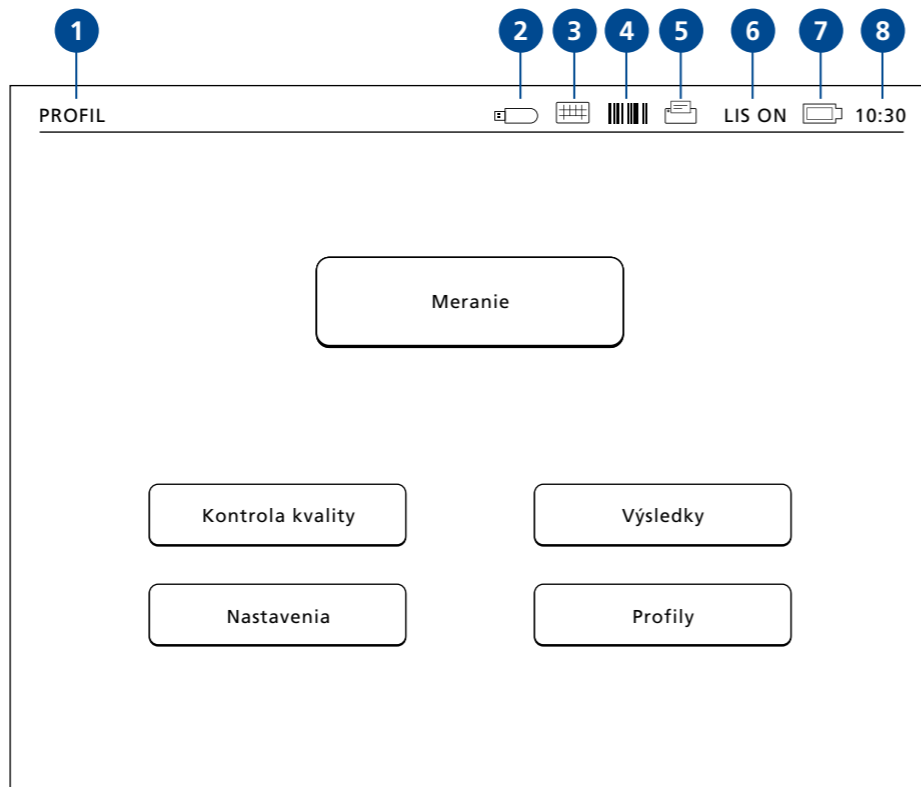 1 2 3 4 5 6 7 8
PROFIL LIS ON 10:30
Meranie
Kontrola kvality Výsledky
Nastavenia Profily